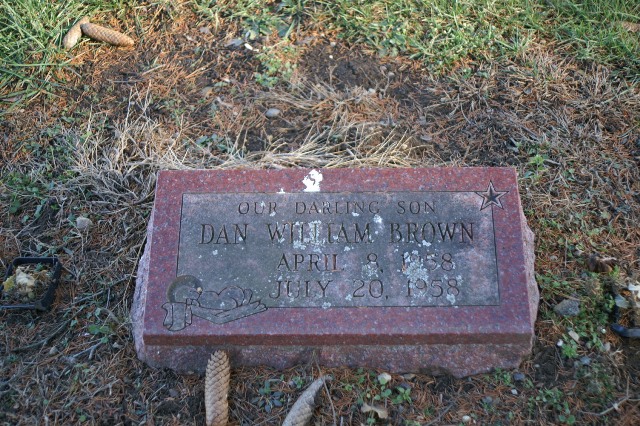 OUR DARLING SON
DAN WILLIAM BROWN
APRIL 8, 1958
JULY 20, 1958